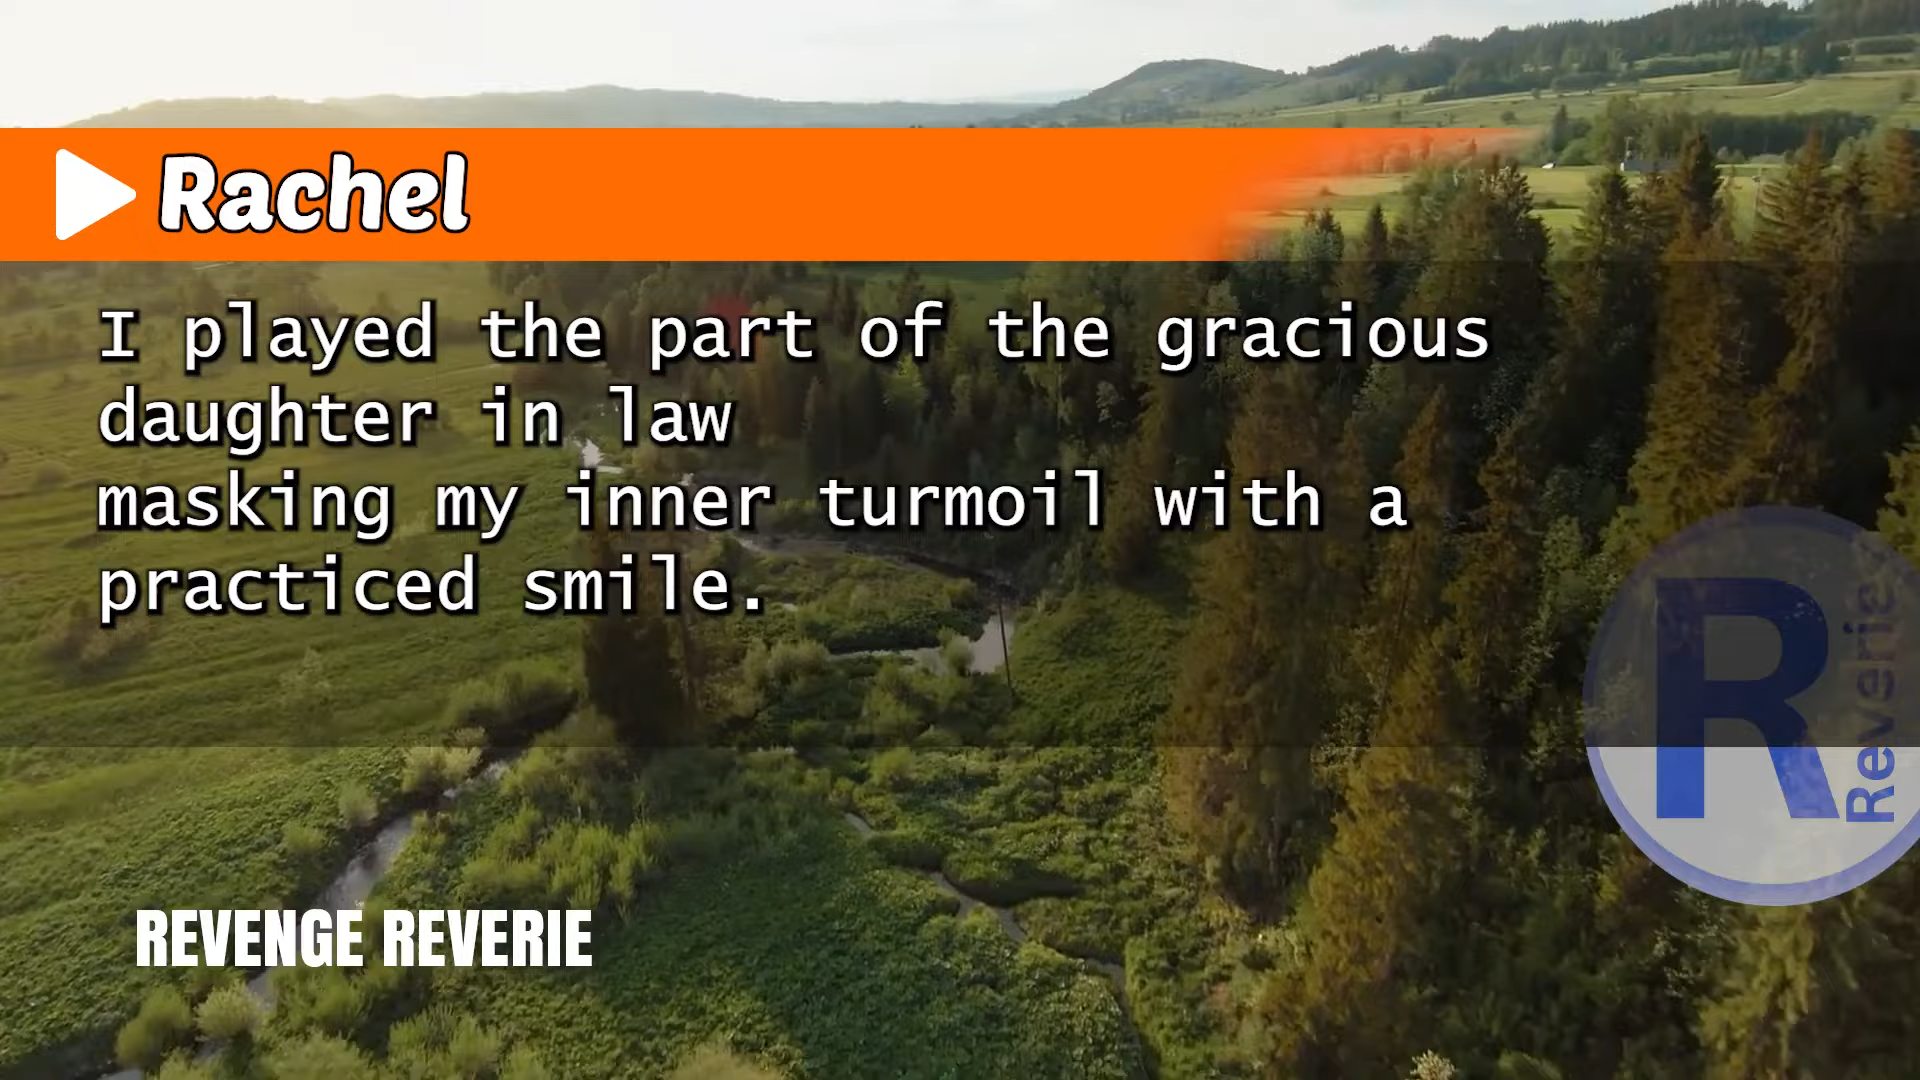 Rachel
I played the part of the gracious
daughter in law
masking my inner turmoil with a
practiced smile.
R
Reverie
REVENGE REVERIE